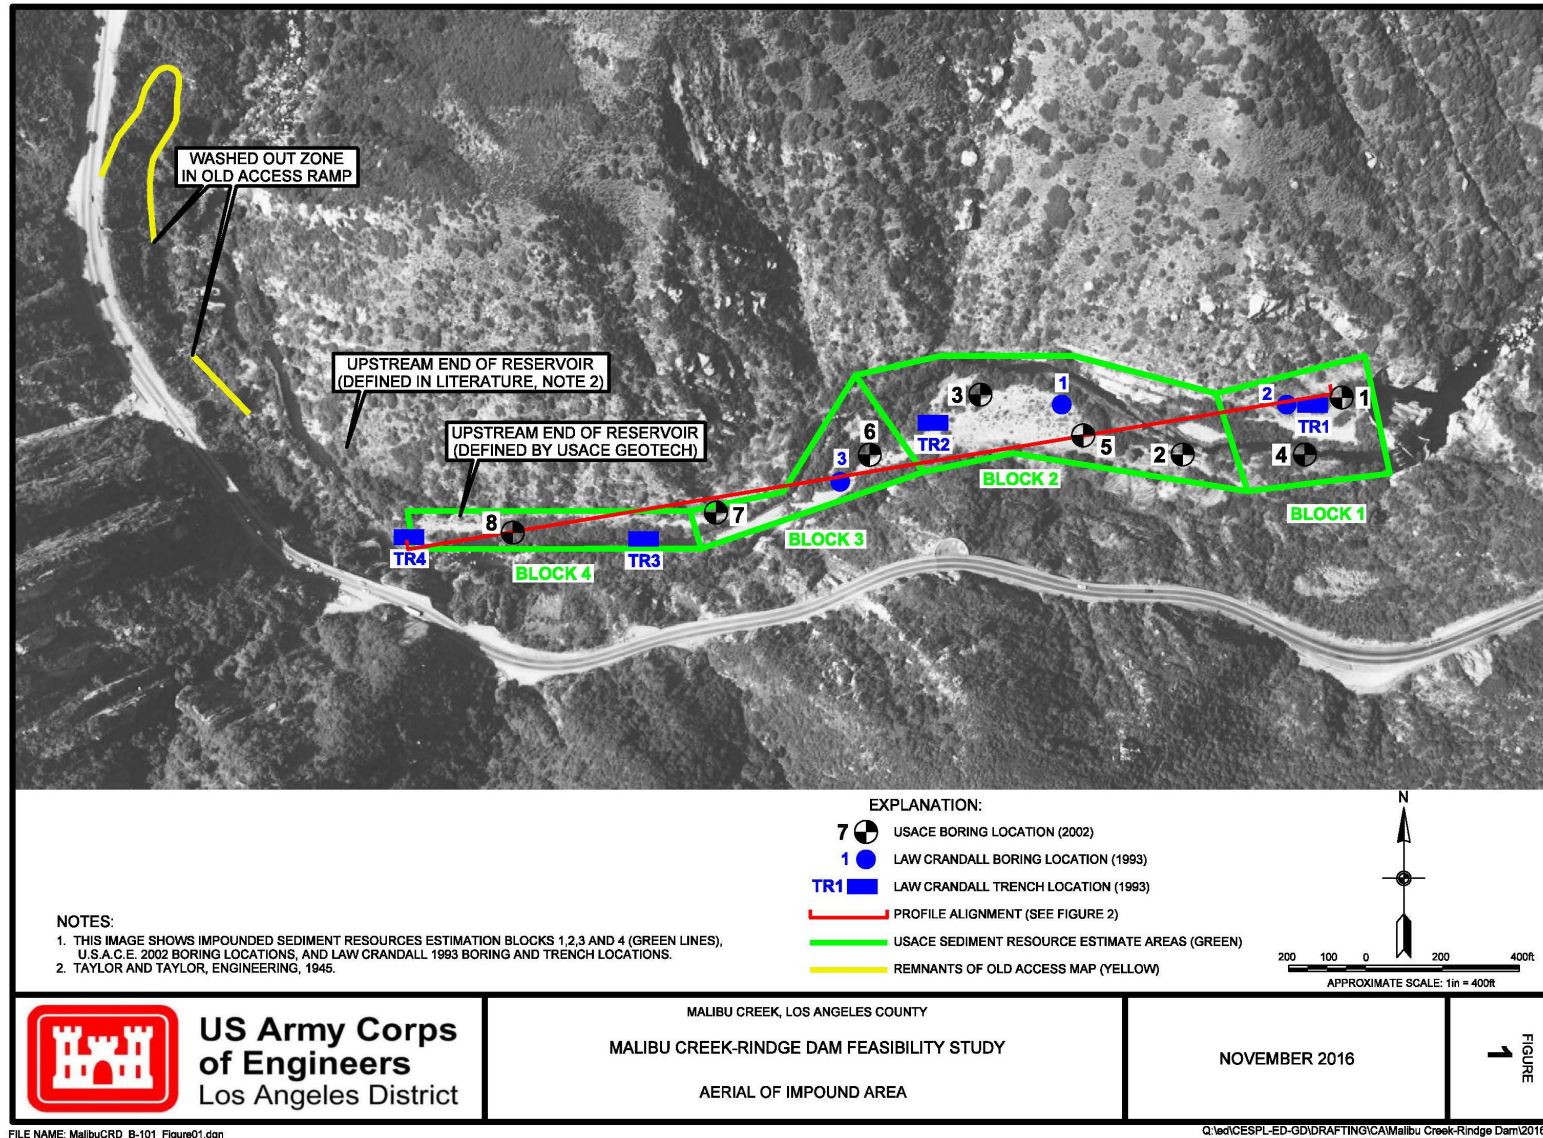 WASHED OUT ZONE
IN OLD ACCESS RAMP
UPSTREAM END OF RESERVOIR
(DEFINED IN LITERATURE, NOTE 2)
UPSTREAM END OF RESERVOIR
(DEFINED BY USACE GEOTECH)
3
1
2
1
TR1
TR2
6
5
2
4
3
BLOCK 2
BLOCK 1
7
8
BLOCK 3
TR4
TR3
BLOCK 4
EXPLANATION:
7 USACE BORING LOCATION (2002)
1 LAW CRANDALL BORING LOCATION (1993)
TR1 LAW CRANDALL TRENCH LOCATION (1993)
PROFILE ALIGNMENT (SEE FIGURE 2)
USACE SEDIMENT RESOURCE ESTIMATE AREAS (GREEN)
REMNANTS OF OLD ACCESS MAP (YELLOW)
N
200 100 0 200 400ft
APPROXIMATE SCALE: 1in = 400ft
NOTES:
1. THIS IMAGE SHOWS IMPOUNDED SEDIMENT RESOURCES ESTIMATION BLOCKS 1,2,3 AND 4 (GREEN LINES),
U.S.A.C.E. 2002 BORING LOCATIONS, AND LAW CRANDALL 1993 BORING AND TRENCH LOCATIONS.
2. TAYLOR AND TAYLOR, ENGINEERING, 1945.
US Army Corps
of Engineers
Los Angeles District
MALIBU CREEK, LOS ANGELES COUNTY
MALIBU CREEK-RINDGE DAM FEASIBILITY STUDY
AERIAL OF IMPOUND AREA
NOVEMBER 2016
FIGURE
1
FILE NAME: MalibuCRD_B-101_Figure01.dgn
Q:\ed\CESPL-ED-GD\DRAFTING\CA\Malibu Creek-Rindge Dam\2016